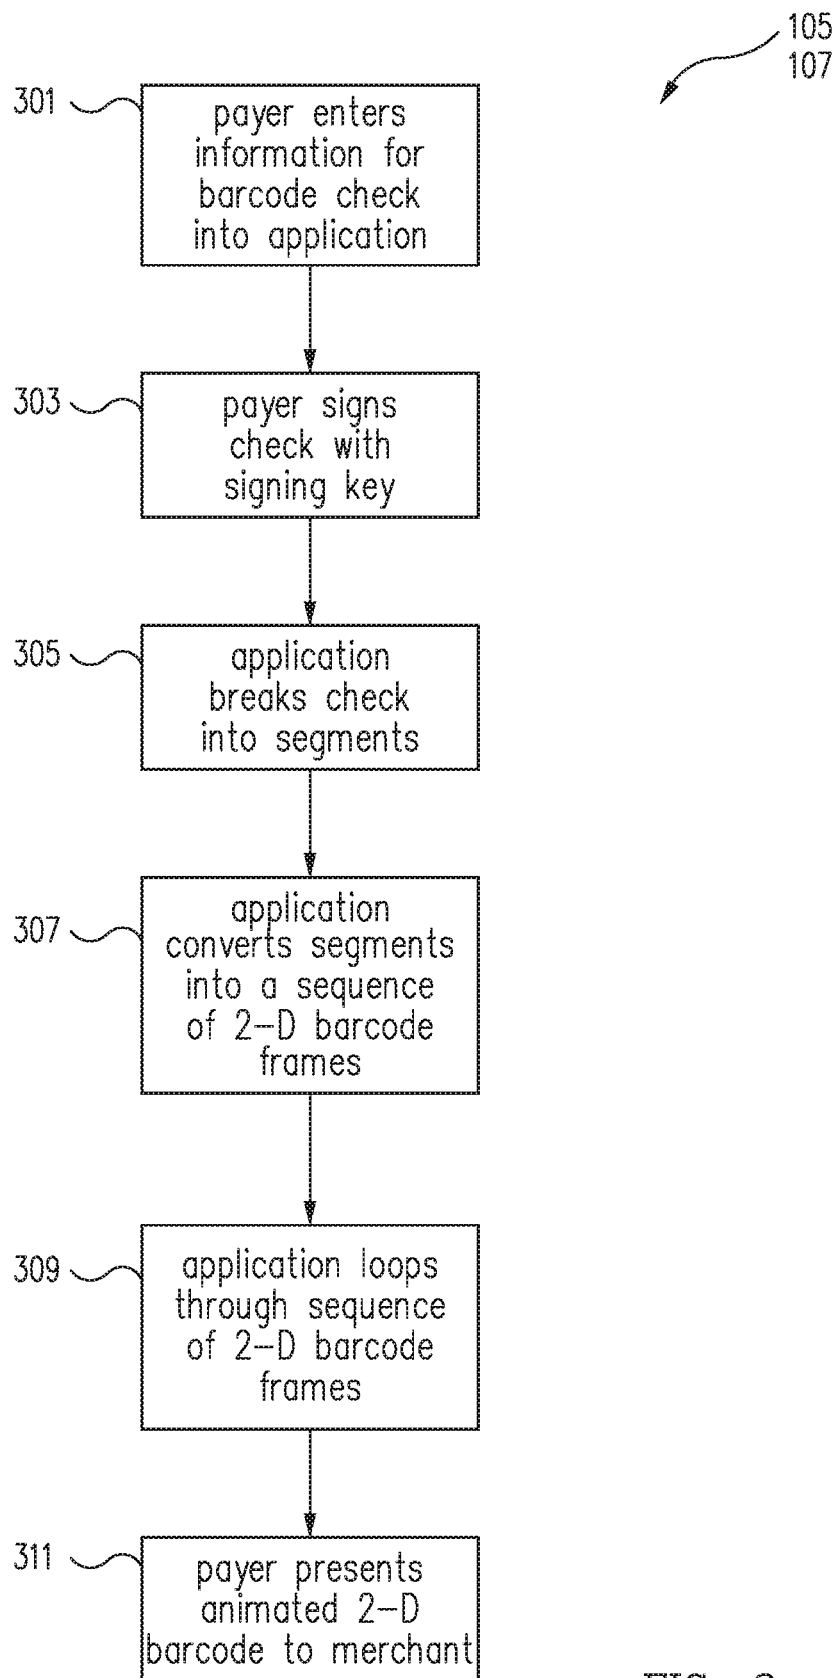 105
107
301
payer enters
information for
barcode check
into application
303
payer signs
check with
signing key
305
application
breaks check
into segments
307
application
converts segments
into a sequence
of 2-D barcode
frames
309
application loops
through sequence
of 2-D barcode
frames
311
payer presents
animated 2-D
barcode to merchant